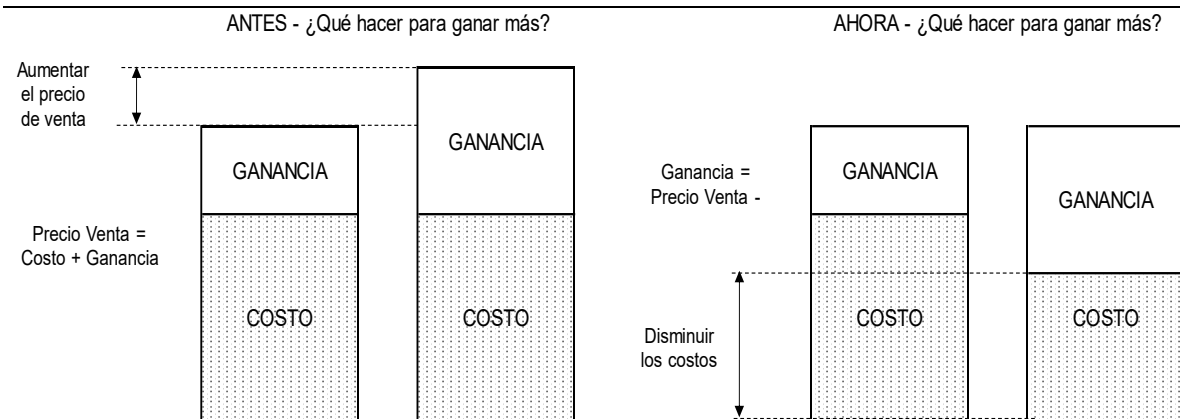 ANTES - ¿Qué hacer para ganar más?
Aumentar
el precio
de venta
GANANCIA
GANANCIA
Precio Venta =
Costo + Ganancia
COSTO
COSTO
AHORA - ¿Qué hacer para ganar más?
Ganancia =
Precio Venta -
GANANCIA
GANANCIA
COSTO
COSTO
Disminuir
los costos